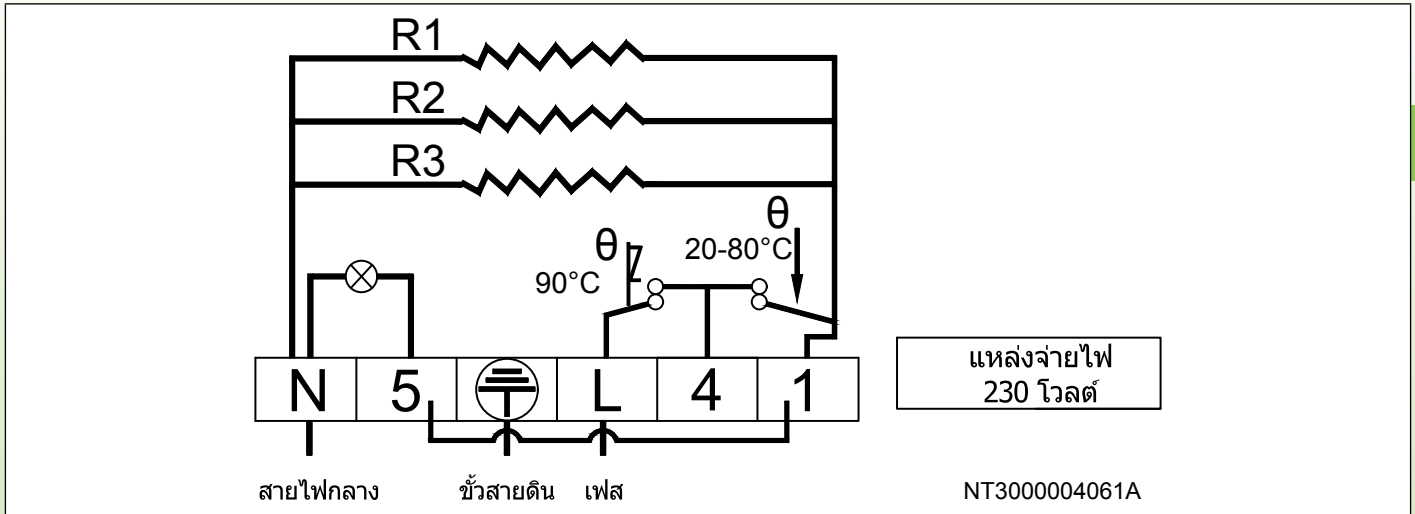 R1
R2
R3
θ
θ
20-80°C
90°C
N 5 L 4 1
แหล่งจ่ายไฟ
230 โวลต์
สายไฟกลาง ขั้วสายดิน เฟส
NT3000004061A